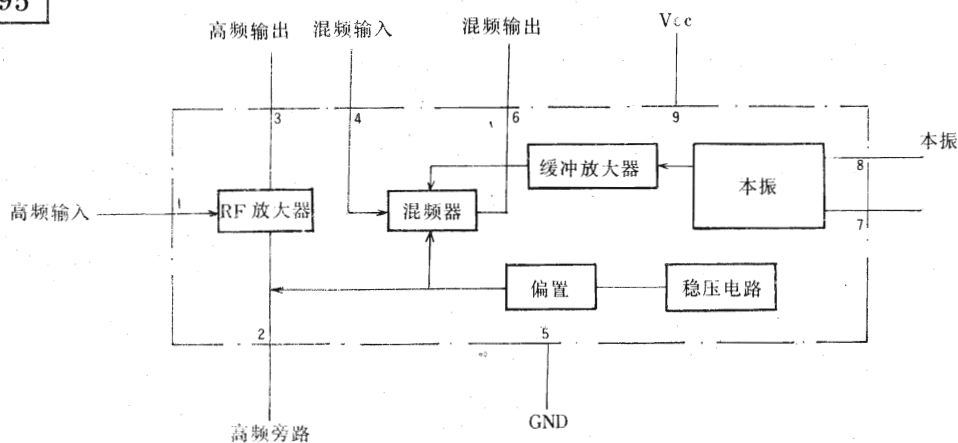 95
高频输出 混频输入 混频输出 Vcc
3 4 6 9
本振
缓冲放大器
8
本振
1
高频输入
RF 放大器
混频器
7
偏置
稳压电路
2
5
GND
高频旁路